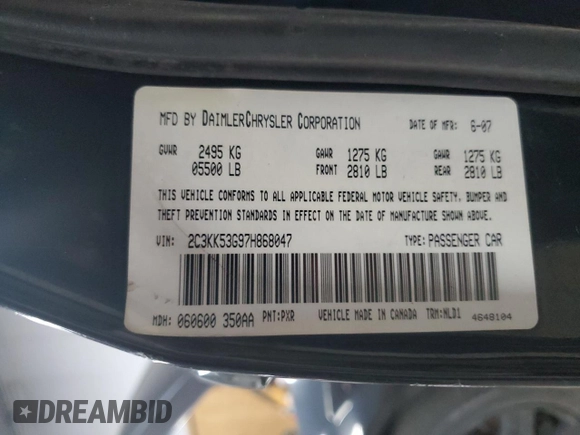 MFD BY DAIMLERCHRYSLER CORPORATION DATE OF MFR: 6-07
GVWR 2495 KG GAWR 1275 KG GAWR 1275 KG
05500 LB FRONT 2810 LB REAR 2810 LB
THIS VEHICLE CONFORMS TO ALL APPLICABLE FEDERAL MOTOR VEHICLE SAFETY, BUMPER AND
THEFT PREVENTION STANDARDS IN EFFECT ON THE DATE OF MANUFACTURE SHOWN ABOVE.
VIN: 2C3KK53G97H868047 TYPE: PASSENGER CAR
MDH: 060600 350AA PNT:PXR VEHICLE MADE IN CANADA TRM:NLD1
4648104
DREAMBID